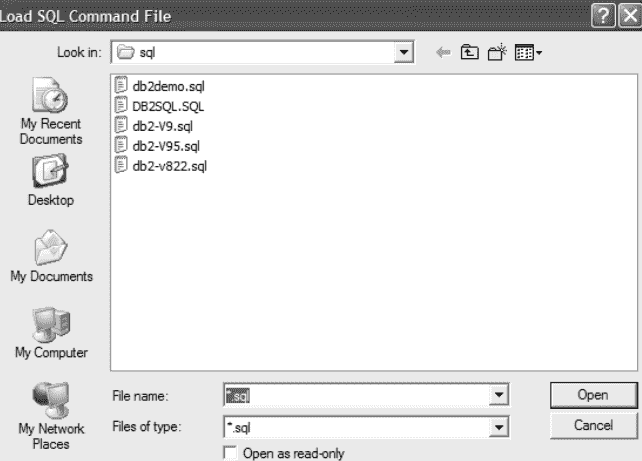 Load SQL Command File
Look in: sql
db2demo.sql
DB2SQL.SQL
db2-V9.sql
db2-V95.sql
db2-v822.sql
My Recent
Documents
Desktop
My Documents
My Computer
My Network
Places
File name: *.sql
Open
Files of type: *.sql
Cancel
Open as read-only